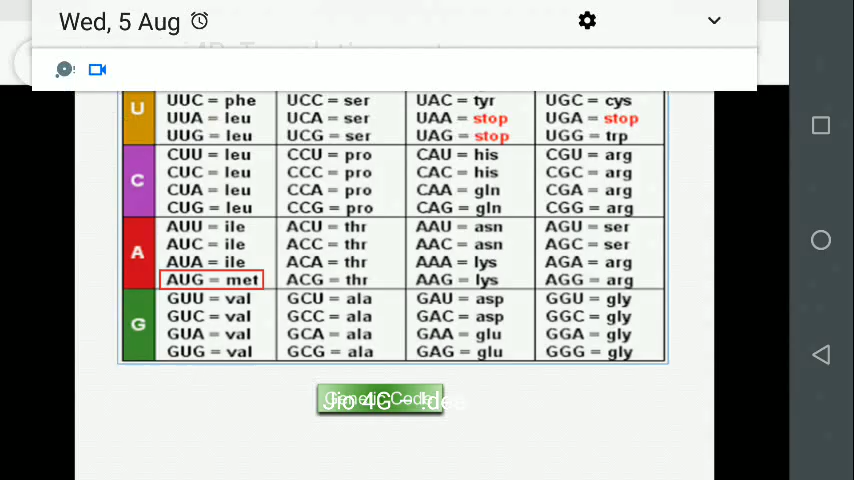 Wed, 5 Aug
U
UUC = phe UCC = ser UAC = tyr UGC = cys
UUA = leu UCA = ser UAA = stop UGA = stop
UUG = leu UCG = ser UAG = stop UGG = trp
C
CUU = leu CCU = pro CAU = his CGU = arg
CUC = leu CCC = pro CAC = his CGC = arg
CUA = leu CCA = pro CAA = gln CGA = arg
CUG = leu CCG = pro CAG = gln CGG = arg
A
AUU = ile ACU = thr AAU = asn AGU = ser
AUC = ile ACC = thr AAC = asn AGC = ser
AUA = ile ACA = thr AAA = lys AGA = arg
AUG = met ACG = thr AAG = lys AGG = arg
G
GUU = val GCU = ala GAU = asp GGU = gly
GUC = val GCC = ala GAC = asp GGC = gly
GUA = val GCA = ala GAA = glu GGA = gly
GUG = val GCG = ala GAG = glu GGG = gly
Genetic Code
Jio 4G —